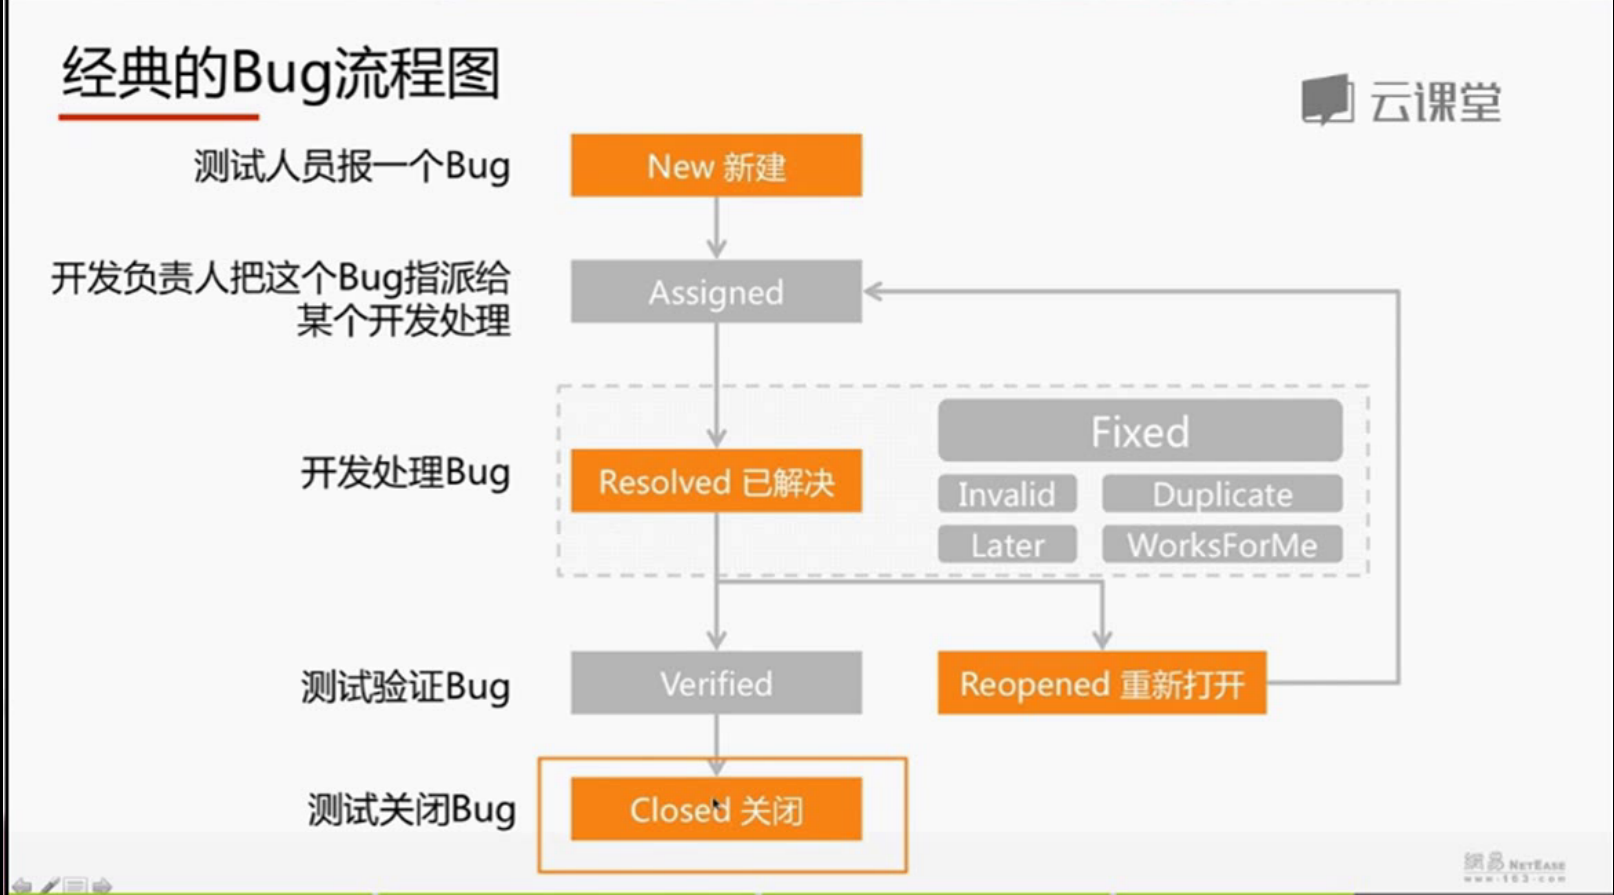 经典的Bug流程图
云课堂
测试人员报一个Bug
New 新建
开发负责人把这个Bug指派给
某个开发处理
Assigned
Fixed
开发处理Bug
Resolved 已解决
Invalid
Duplicate
Later
WorksForMe
测试验证Bug
Verified
Reopened 重新打开
测试关闭Bug
Closed 关闭
網易 NETEASE
www.163.com